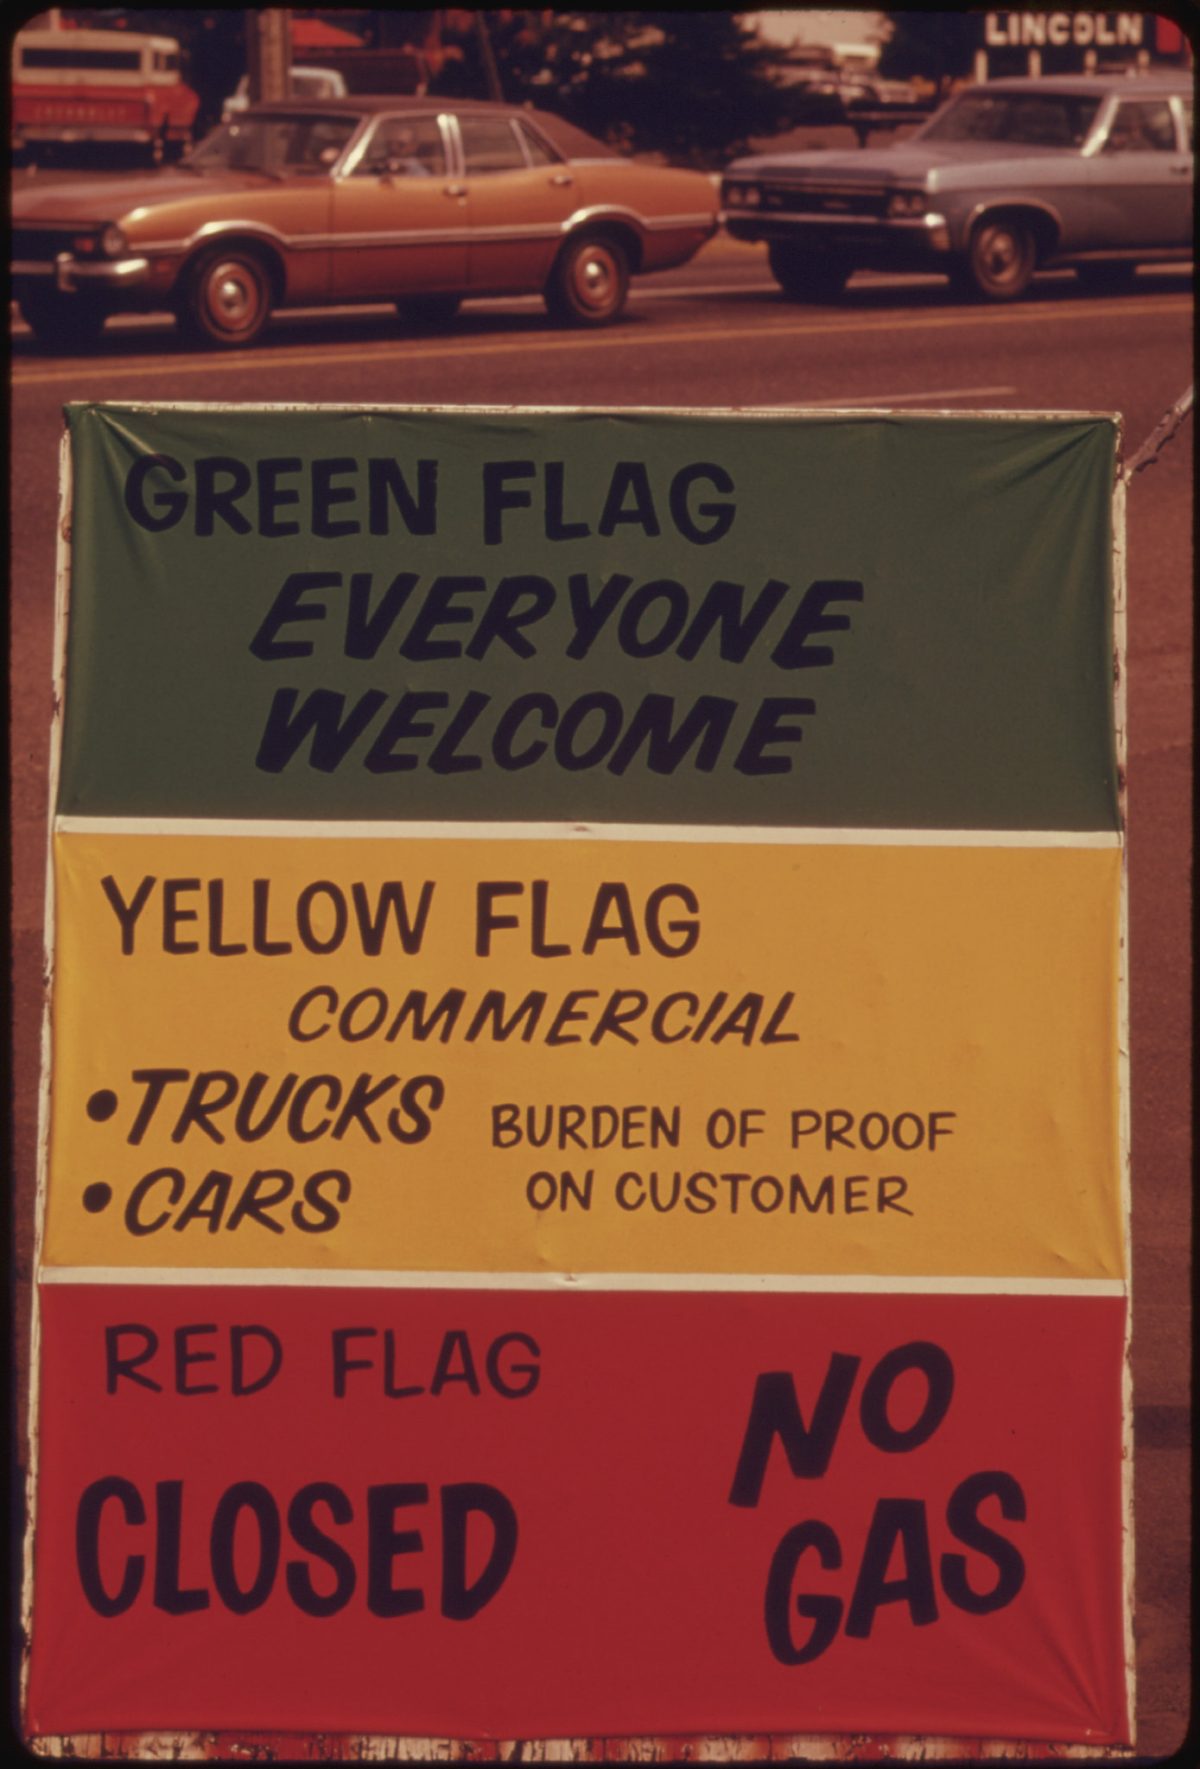 LINCOLN
GREEN FLAG
EVERYONE
WELCOME
YELLOW FLAG
COMMERCIAL
•TRUCKS
•CARS
BURDEN OF PROOF
ON CUSTOMER
RED FLAG
CLOSED
NO
GAS